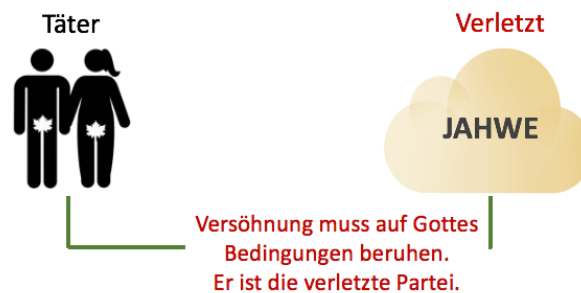 Täter
Verletzt
JAHWE
Versöhnung muss auf Gottes
Bedingungen beruhen.
Er ist die verletzte Partei.